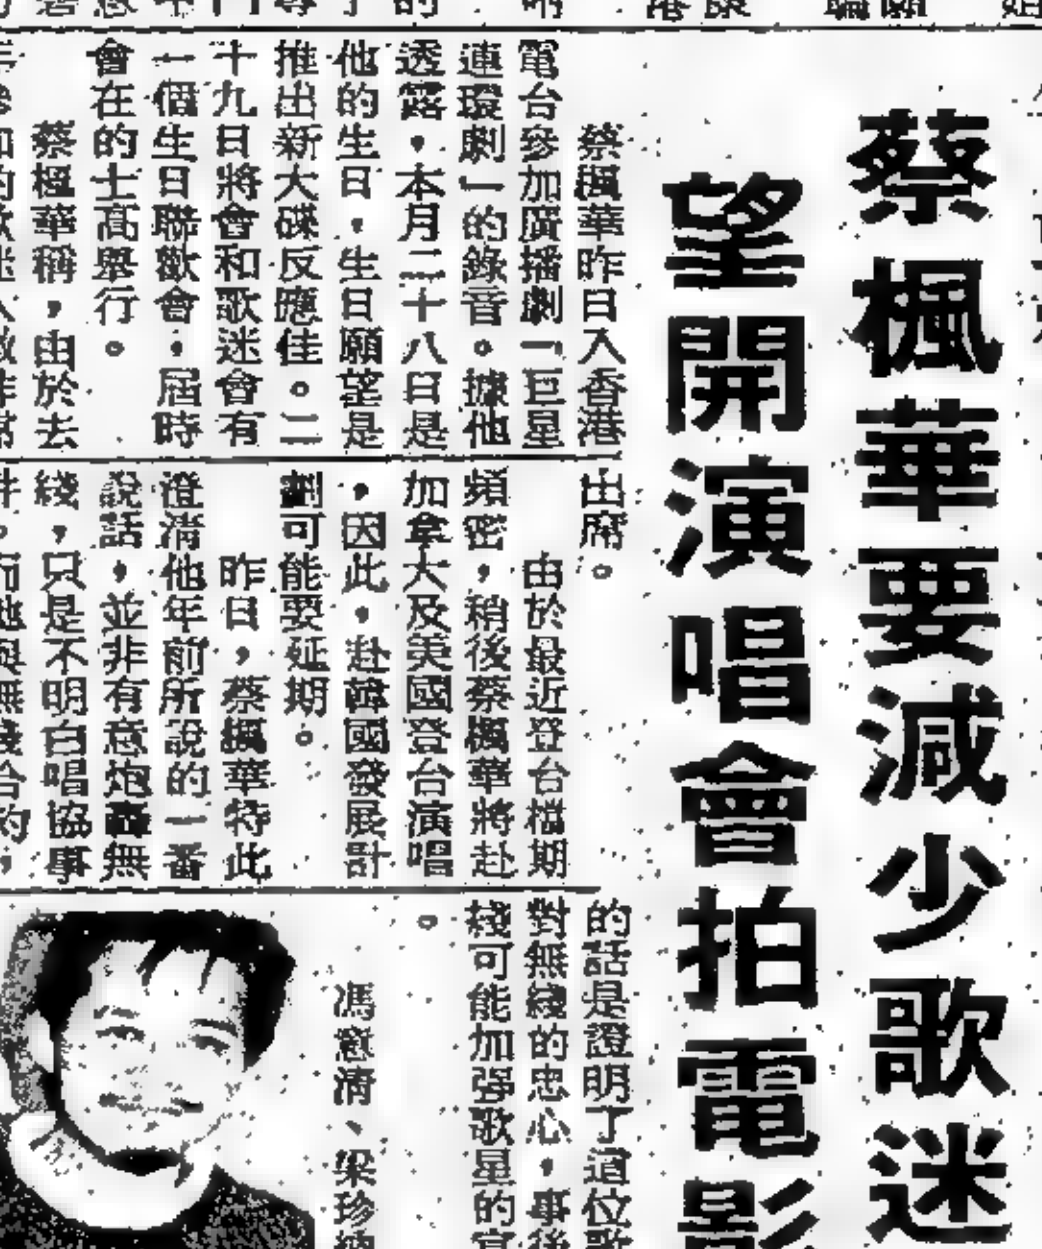 蔡楓華要減少歌迷
望開演唱會拍電影
蔡楓華昨日入香港
電台參加廣播劇「巨星
連環劇」的錄音。據他
透露，本月二十八日是
他的生日，生日願望是
推出新大碟反應佳。二
十九日將會和歌迷會有
一個生日聯歡會，屆時
會在的士高舉行。
蔡楓華稱，由於去
出席。
由於最近登台檔期
頻密，稍後蔡楓華將赴
加拿大及美國登台演唱
，因此，赴韓國發展計
劃可能要延期。
昨日，蔡楓華特此
澄清他年前所說的一番
說話，並非有意炮轟無
綫，只是不明白唱協事
件。而他與無綫合約，
的話是證明了這位歌
對無綫的忠心，事後
綫可能加強歌星的宣
。
馮意清、梁珍